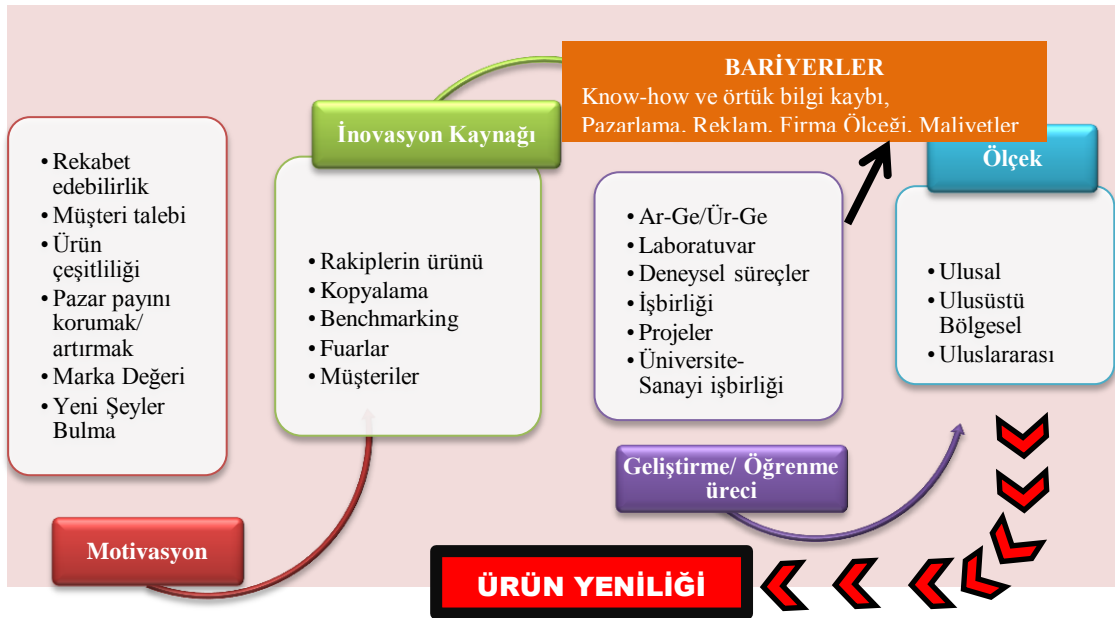 BARİYERLER
Know-how ve örtük bilgi kaybı,
Pazarlama, Reklam, Firma Ölçeği, Maliyetler
İnovasyon Kaynağı
Ölçek
• Rekabet
edebilirlik
• Müşteri talebi
• Ürün
çeşitliliği
• Pazar payını
korumak/
artırmak
• Marka Değeri
• Yeni Şeyler
Bulma
• Rakiplerin ürünü
• Kopyalama
• Benchmarking
• Fuarlar
• Müşteriler
• Ar-Ge/Ür-Ge
• Laboratuvar
• Deneysel süreçler
• İşbirliği
• Projeler
• Üniversite-
Sanayi işbirliği
• Ulusal
• Ulusüstü
Bölgesel
• Uluslararası
Geliştirme/ Öğrenme
üreci
Motivasyon
ÜRÜN YENİLİĞİ